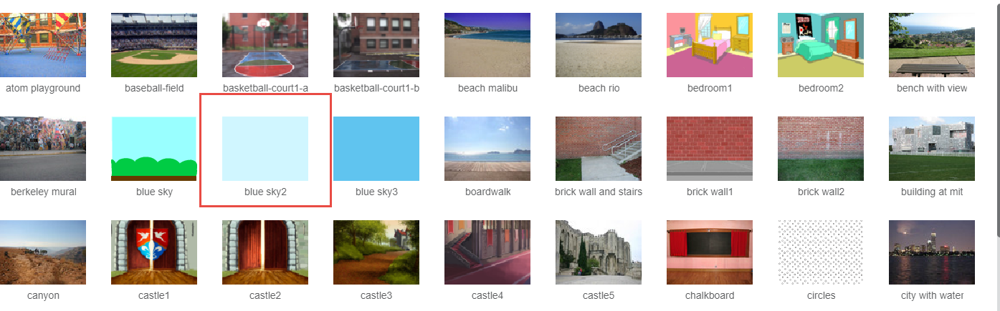 atom playground
baseball-field
basketball-court1-a
basketball-court1-b
beach malibu
beach rio
bedroom1
bedroom2
bench with view
berkeley mural
blue sky
blue sky2
blue sky3
boardwalk
brick wall and stairs
brick wall1
brick wall2
building at mit
canyon
castle1
castle2
castle3
castle4
castle5
chalkboard
circles
city with water